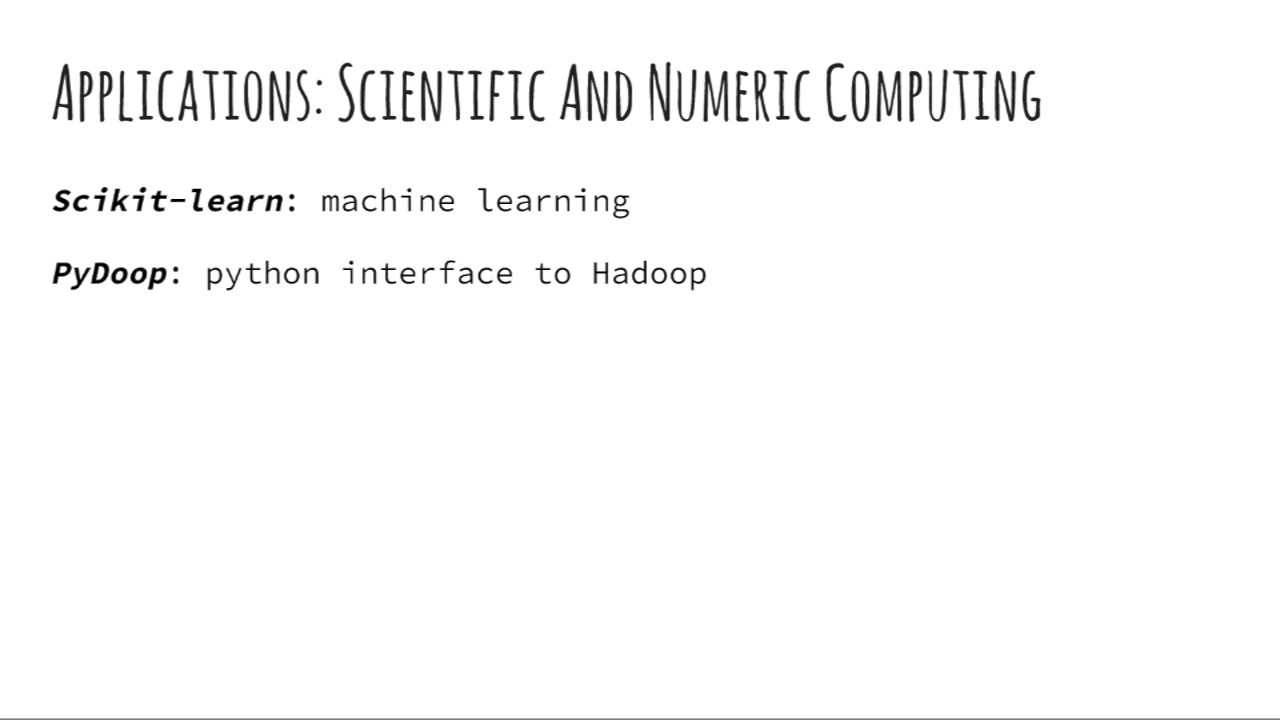 Applications: Scientific And Numeric Computing
Scikit-learn: machine learning
PyDoop: python interface to Hadoop